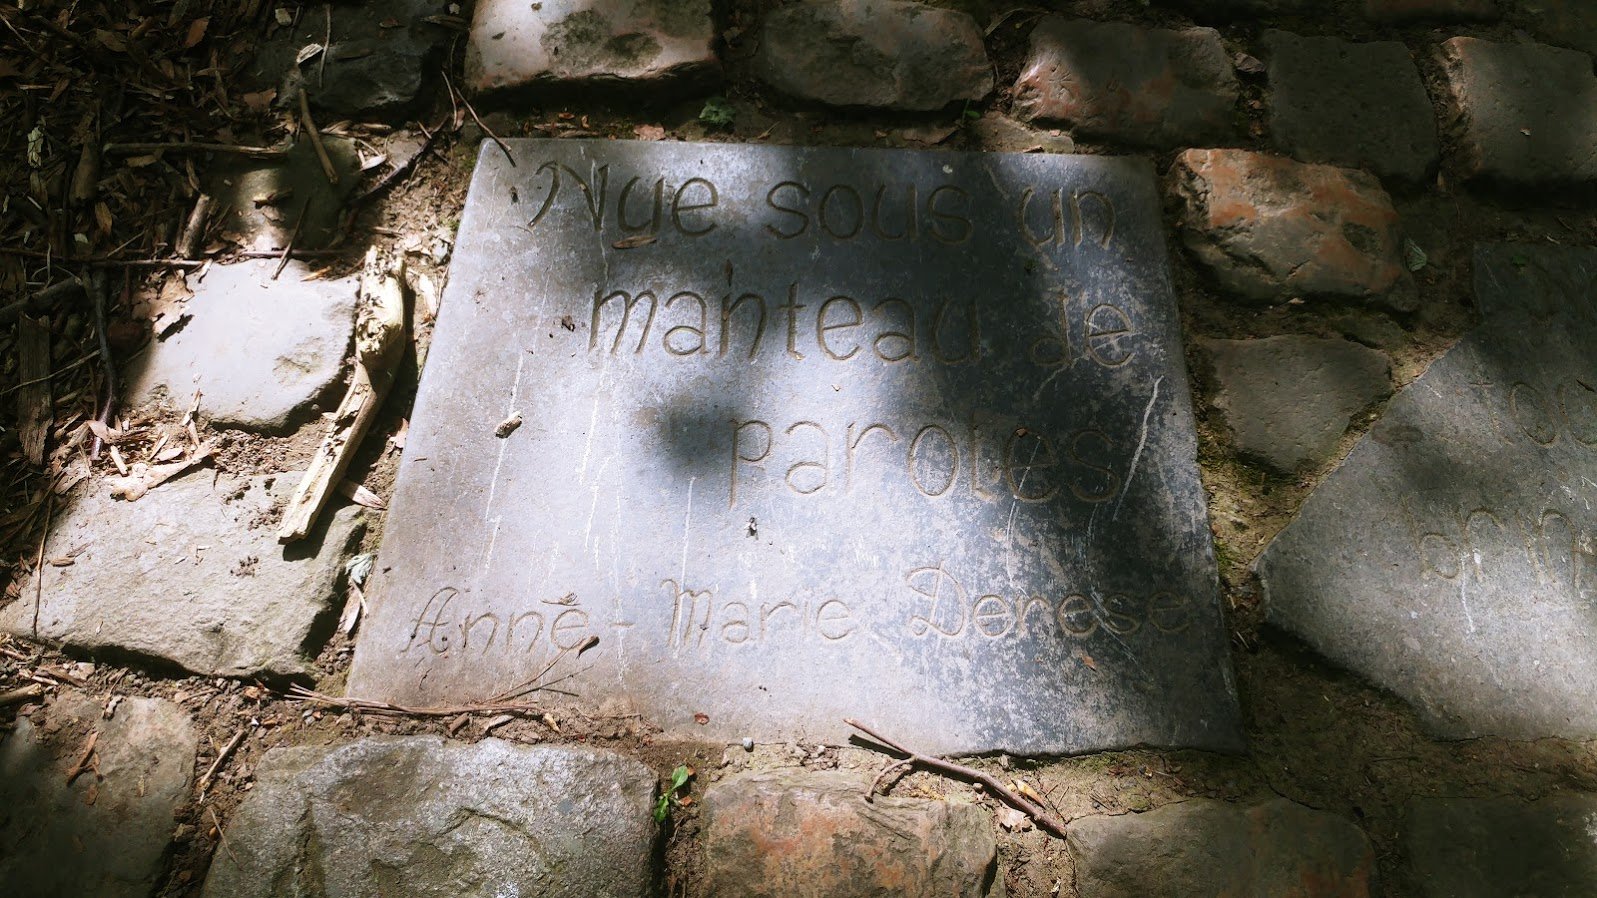 Nue sous un
manteau de
paroles
Anne-Marie Derese